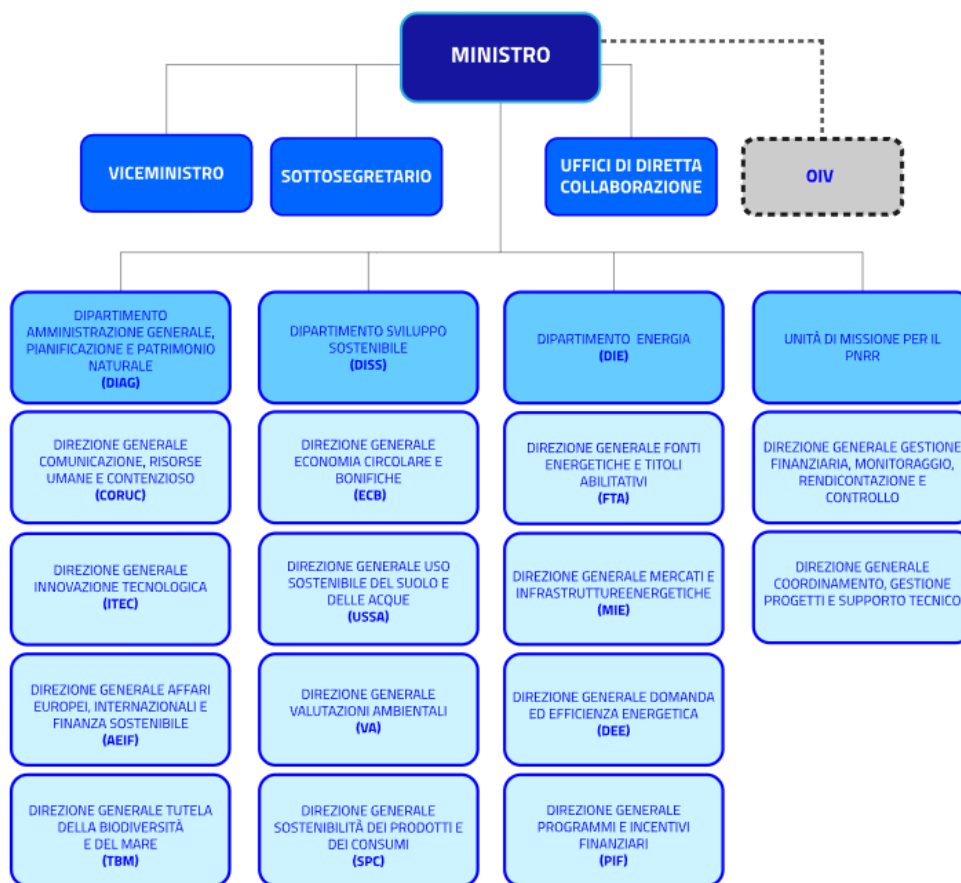 MINISTRO
VICEMINISTRO
SOTTOSEGRETARIO
UFFICI DI DIRETTA
COLLABORAZIONE
OIV
DIPARTIMENTO
AMMINISTRAZIONE GENERALE,
PIANIFICAZIONE E PATRIMONIO
NATURALE
(DIAG)
DIREZIONE GENERALE
COMUNICAZIONE, RISORSE
UMANE E CONTENZIOSO
(CORUC)
DIREZIONE GENERALE
INNOVAZIONE TECNOLOGICA
(ITEC)
DIREZIONE GENERALE AFFARI
EUROPEI, INTERNAZIONALI E
FINANZA SOSTENIBILE
(AEIF)
DIREZIONE GENERALE TUTELA
DELLA BIODIVERSITÀ
E DEL MARE
(TBM)
DIPARTIMENTO SVILUPPO
SOSTENIBILE
(DISS)
DIREZIONE GENERALE
ECONOMIA CIRCOLARE E
BONIFICHE
(ECB)
DIREZIONE GENERALE USO
SOSTENIBILE DEL SUOLO E
DELLE ACQUE
(USSA)
DIREZIONE GENERALE
VALUTAZIONI AMBIENTALI
(VA)
DIREZIONE GENERALE
SOSTENIBILITÀ DEI PRODOTTI E
DEI CONSUMI
(SPC)
DIPARTIMENTO ENERGIA
(DIE)
DIREZIONE GENERALE FONTI
ENERGETICHE E TITOLI
ABILITATIVI
(FTA)
DIREZIONE GENERALE MERCATI E
INFRASTRUTTUREENERGETICHE
(MIE)
DIREZIONE GENERALE DOMANDA
ED EFFICIENZA ENERGETICA
(DEE)
DIREZIONE GENERALE
PROGRAMMI E INCENTIVI
FINANZIARI
(PIF)
UNITÀ DI MISSIONE PER IL
PNRR
DIREZIONE GENERALE GESTIONE
FINANZIARIA, MONITORAGGIO,
RENDICONTAZIONE E
CONTROLLO
DIREZIONE GENERALE
COORDINAMENTO, GESTIONE
PROGETTI E SUPPORTO TECNICO